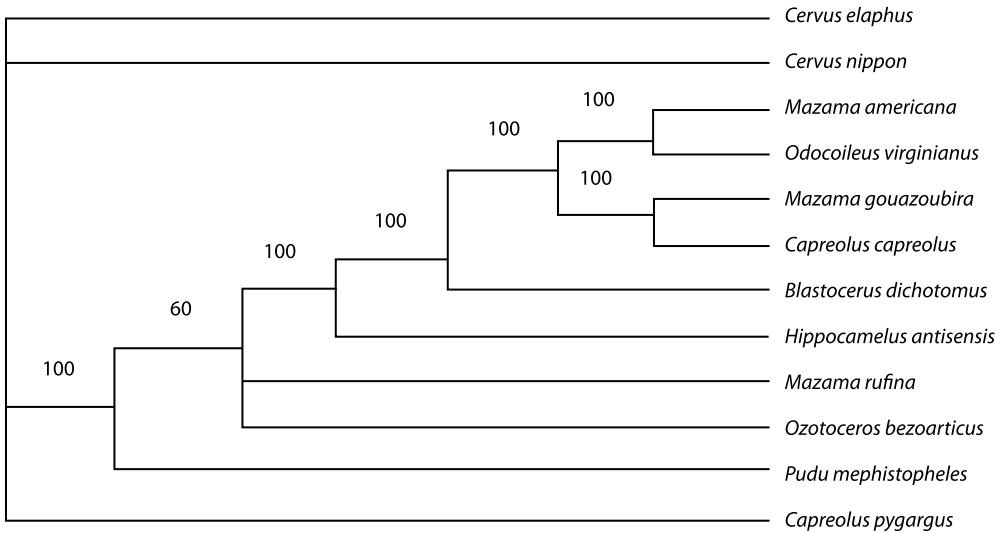 Cervus elaphus
Cervus nippon
100
Mazama americana
100
Odocoileus virginianus
100
Mazama gouazoubira
100
Capreolus capreolus
100
Blastocerus dichotomus
60
Hippocamelus antisensis
100
Mazama rufina
Ozotoceros bezoarticus
Pudu mephistopheles
Capreolus pygargus